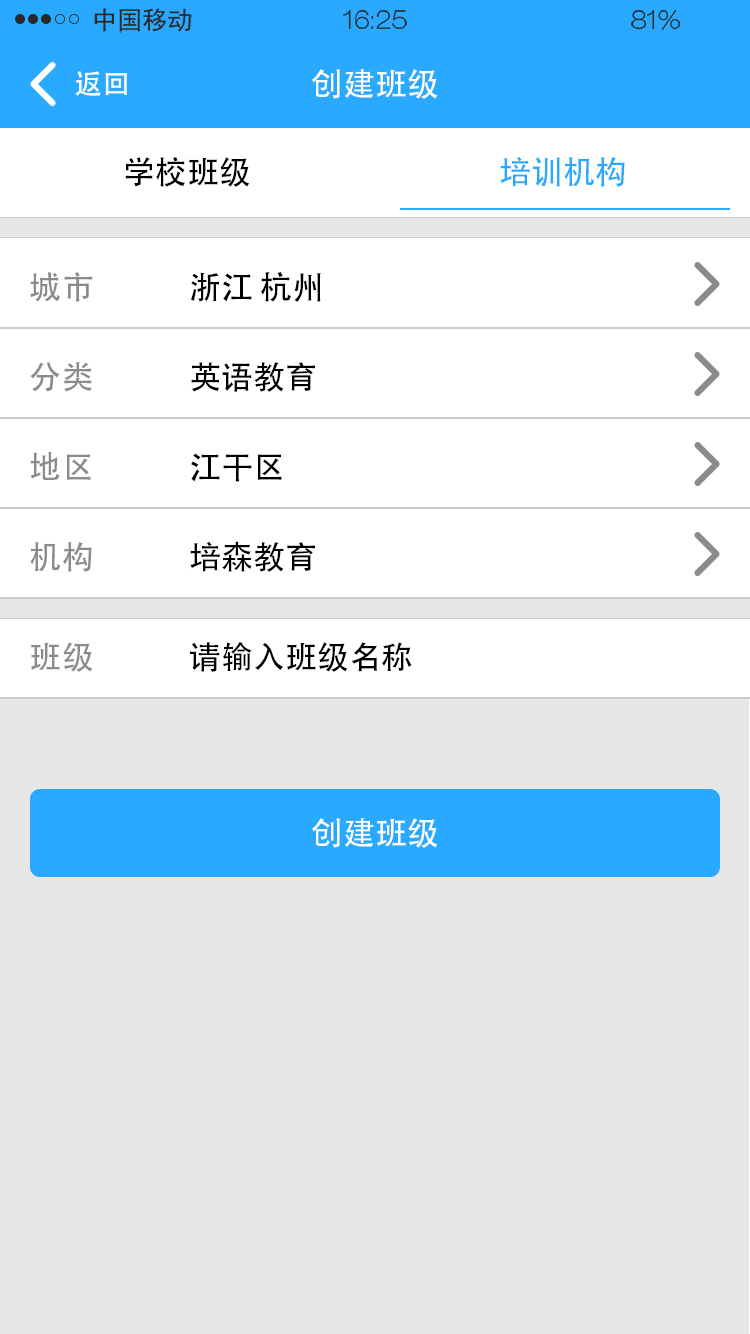 中国移动 16:25 81%
返回 创建班级
学校班级 培训机构
城市 浙江 杭州
分类 英语教育
地区 江干区
机构 培森教育
班级 请输入班级名称
创建班级